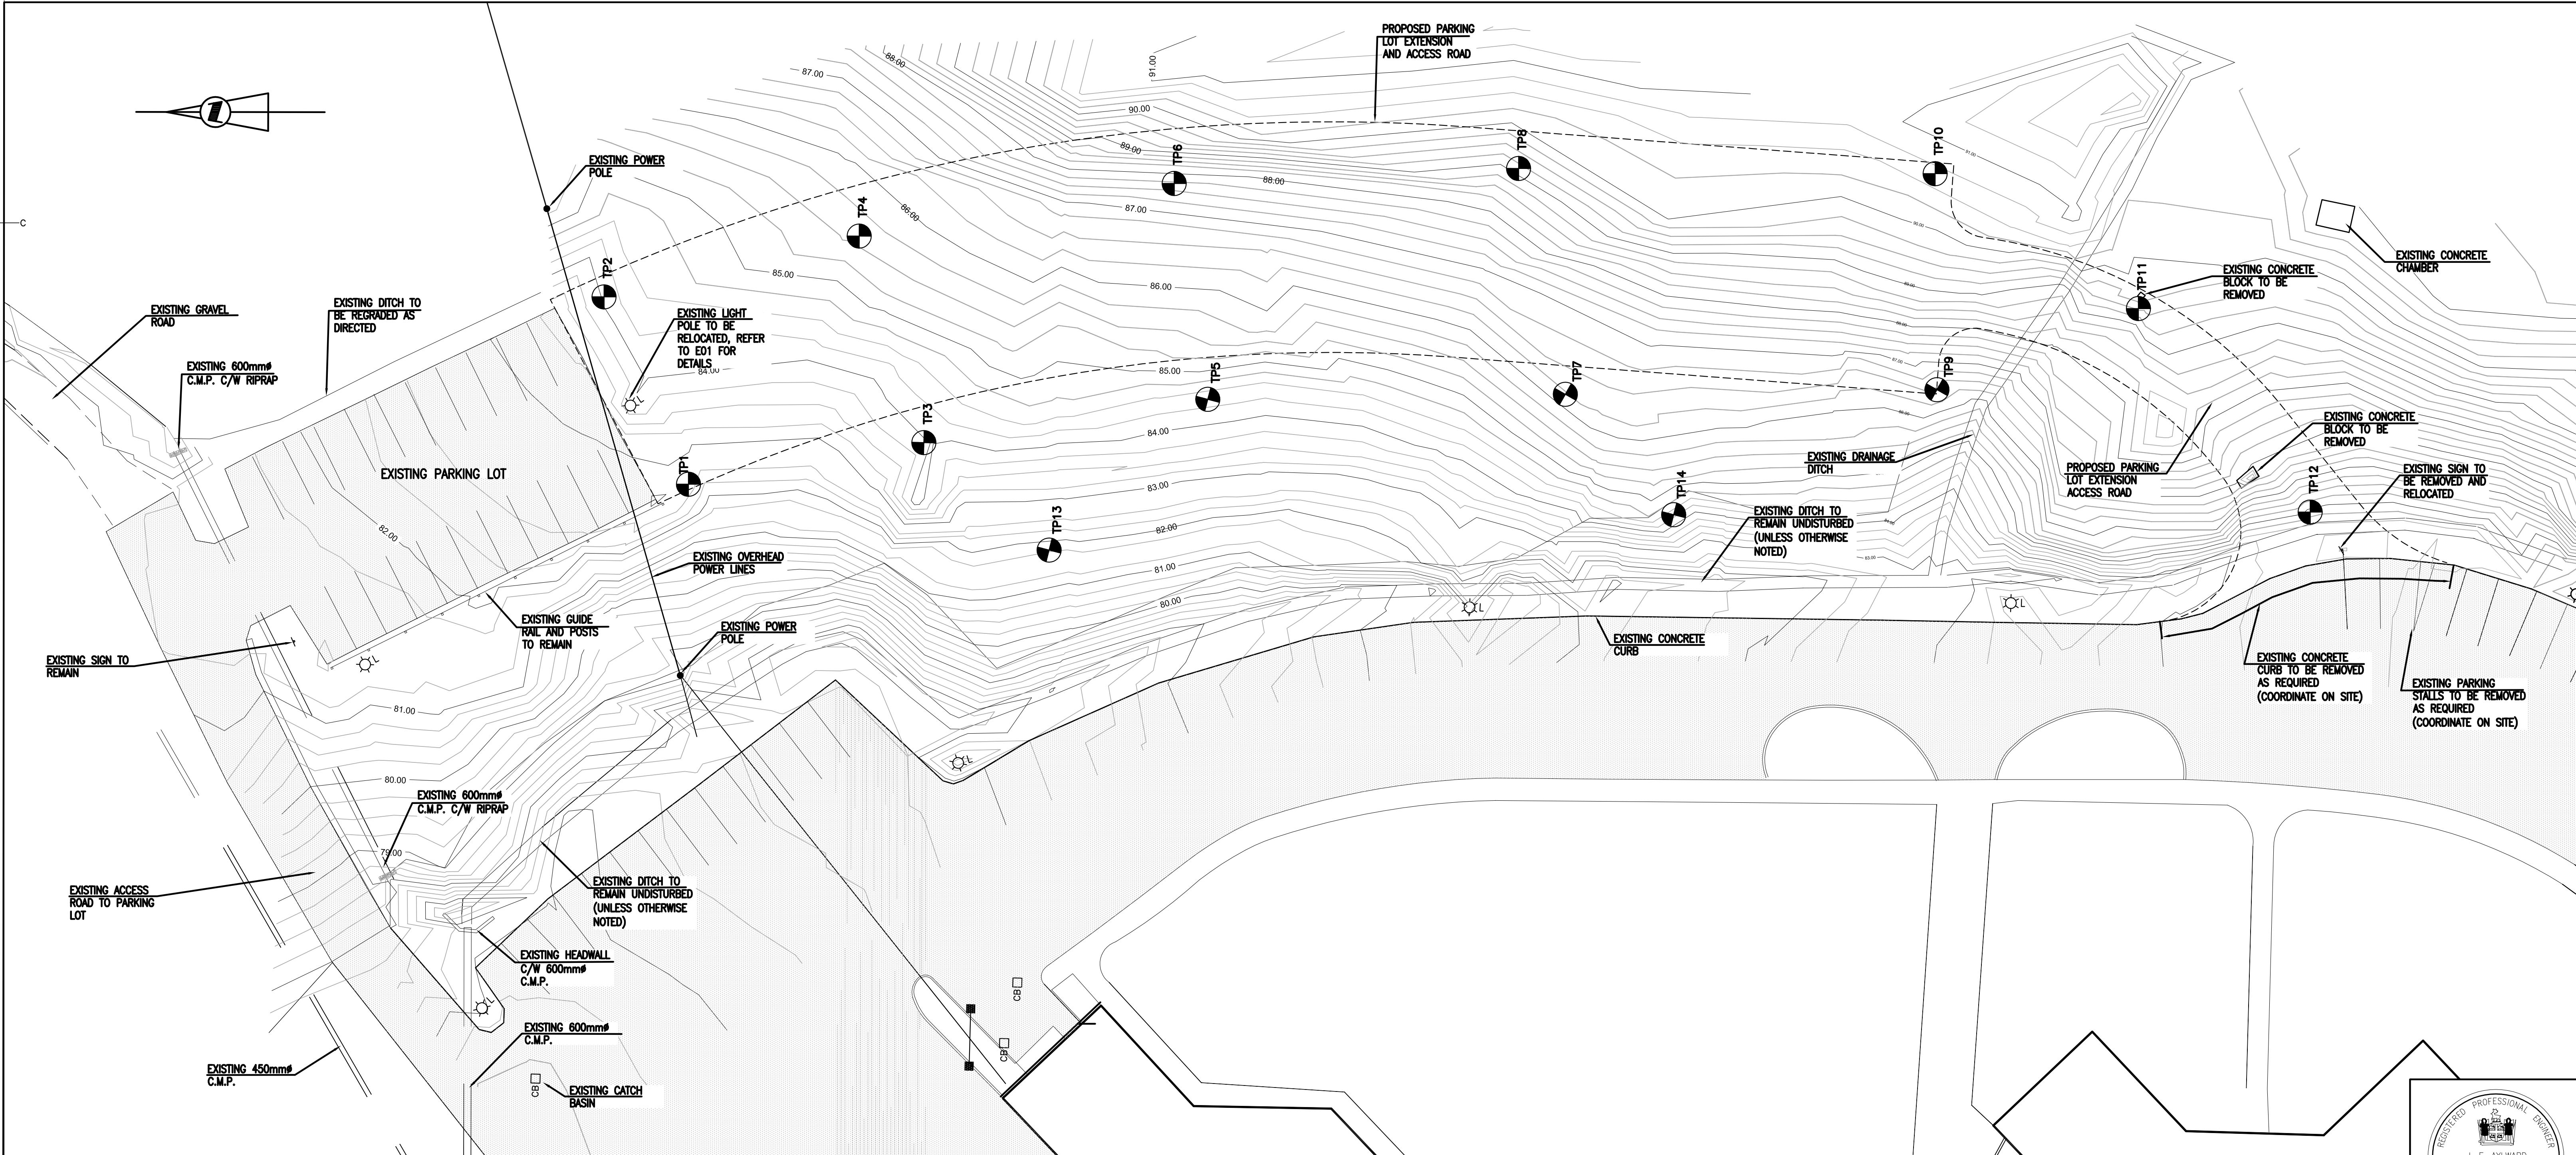 PROPOSED PARKING
LOT EXTENSION
AND ACCESS ROAD
88.00
87.00
91.00
90.00
89.00
88.00
87.00
86.00
86.00
85.00
85.00
84.00
84.00
83.00
82.00
81.00
80.00
EXISTING POWER
POLE
C
TP2
TP4
TP6
TP8
TP10
TP11
TP1
TP3
TP5
TP7
TP9
TP12
TP13
TP14
EXISTING CONCRETE
CHAMBER
EXISTING CONCRETE
BLOCK TO BE
REMOVED
EXISTING GRAVEL
ROAD
EXISTING DITCH TO
BE REGRADED AS
DIRECTED
EXISTING LIGHT
POLE TO BE
RELOCATED, REFER
TO E01 FOR
DETAILS
L
EXISTING 600mmø
C.M.P. C/W RIPRAP
EXISTING PARKING LOT
82.00
EXISTING CONCRETE
BLOCK TO BE
REMOVED
EXISTING DRAINAGE
DITCH
PROPOSED PARKING
LOT EXTENSION
ACCESS ROAD
EXISTING SIGN TO
BE REMOVED AND
RELOCATED
EXISTING DITCH TO
REMAIN UNDISTURBED
(UNLESS OTHERWISE
NOTED)
EXISTING OVERHEAD
POWER LINES
EXISTING GUIDE
RAIL AND POSTS
TO REMAIN
EXISTING POWER
POLE
L
L
EXISTING CONCRETE
CURB
EXISTING SIGN TO
REMAIN
L
EXISTING CONCRETE
CURB TO BE REMOVED
AS REQUIRED
(COORDINATE ON SITE)
EXISTING PARKING
STALLS TO BE REMOVED
AS REQUIRED
(COORDINATE ON SITE)
81.00
L
80.00
EXISTING 600mmø
C.M.P. C/W RIPRAP
79.00
EXISTING ACCESS
ROAD TO PARKING
LOT
EXISTING DITCH TO
REMAIN UNDISTURBED
(UNLESS OTHERWISE
NOTED)
EXISTING HEADWALL
C/W 600mmø
C.M.P.
L
CB
CB
EXISTING 600mmø
C.M.P.
EXISTING 450mmø
C.M.P.
CB
EXISTING CATCH
BASIN
REGISTERED PROFESSIONAL ENGINEER